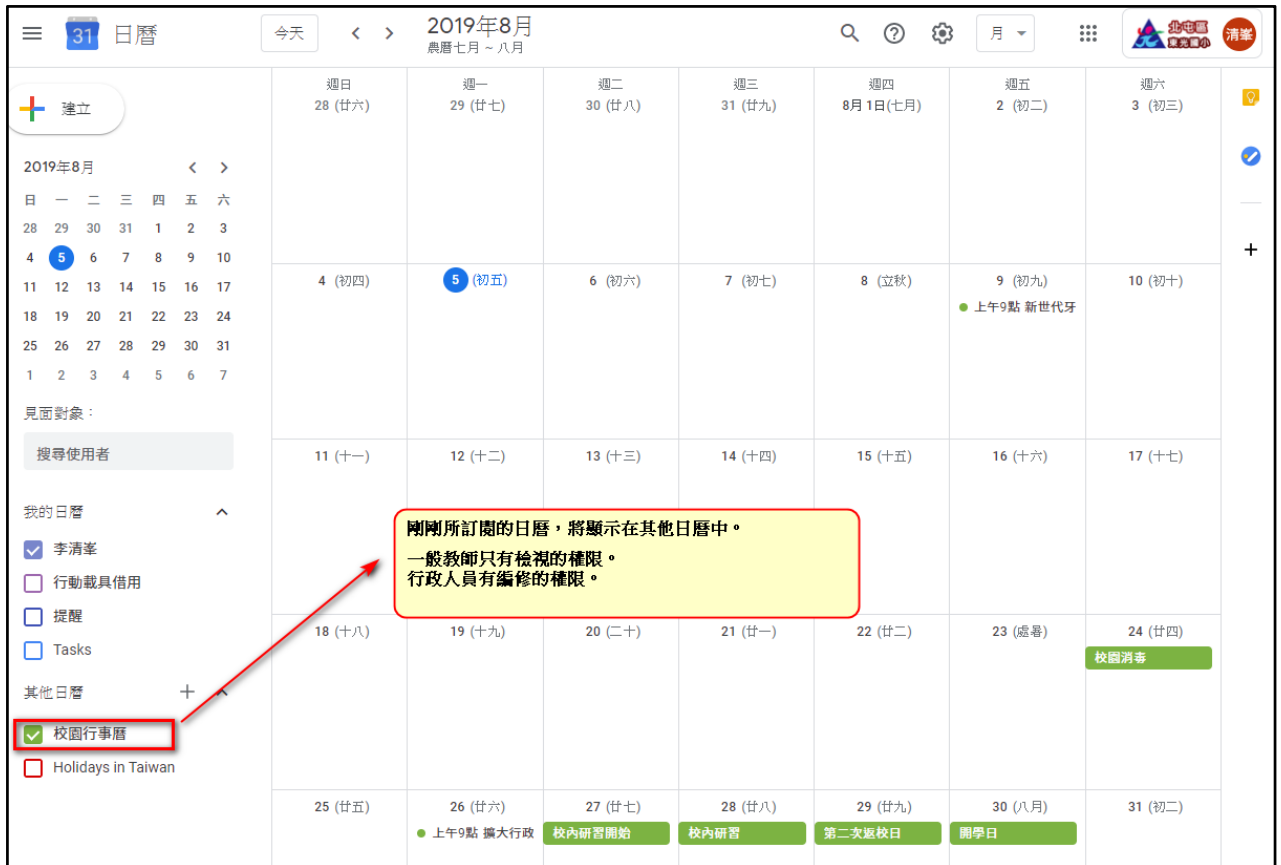 31 日曆
今天
2019年8月
農曆七月 ~ 八月
月
北屯區
東光國小
清峯
建立
2019年8月
日 一 二 三 四 五 六
28 29 30 31 1 2 3
4 5 6 7 8 9 10
11 12 13 14 15 16 17
18 19 20 21 22 23 24
25 26 27 28 29 30 31
1 2 3 4 5 6 7
見面對象：
搜尋使用者
我的日曆
李清峯
行動載具借用
提醒
Tasks
其他日曆
校園行事曆
Holidays in Taiwan
週日 週一 週二 週三 週四 週五 週六
28 (廿六) 29 (廿七) 30 (廿八) 31 (廿九) 8月 1日(七月) 2 (初二) 3 (初三)
4 (初四) 5 (初五) 6 (初六) 7 (初七) 8 (立秋) 9 (初九) 10 (初十)
上午9點 新世代牙
11 (十一) 12 (十二) 13 (十三) 14 (十四) 15 (十五) 16 (十六) 17 (十七)
剛剛所訂閱的日曆，將顯示在其他日曆中。
一般教師只有檢視的權限。
行政人員有編修的權限。
18 (十八) 19 (十九) 20 (二十) 21 (廿一) 22 (廿二) 23 (處暑) 24 (廿四)
校園消毒
25 (廿五) 26 (廿六) 27 (廿七) 28 (廿八) 29 (廿九) 30 (八月) 31 (初二)
上午9點 擴大行政 校內研習開始 校內研習 第二次返校日 開學日